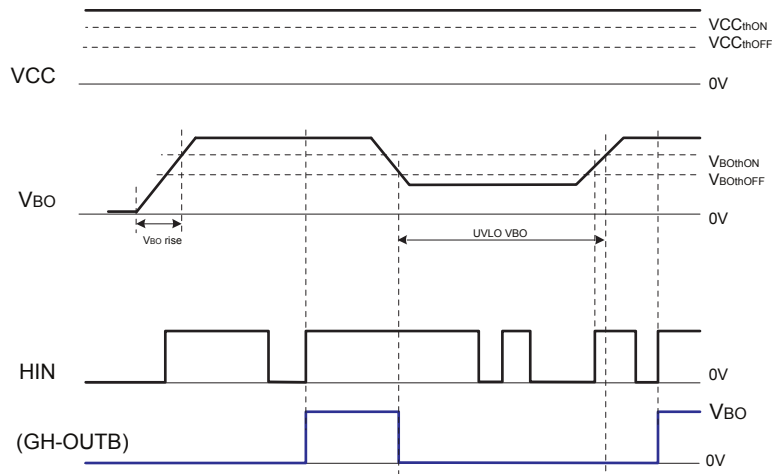 VCCthON
VCCthOFF
VCC
0V
VBOthON
VBOthOFF
VBO
0V
VBO rise
UVLO VBO
HIN
0V
VBO
(GH-OUTB)
0V